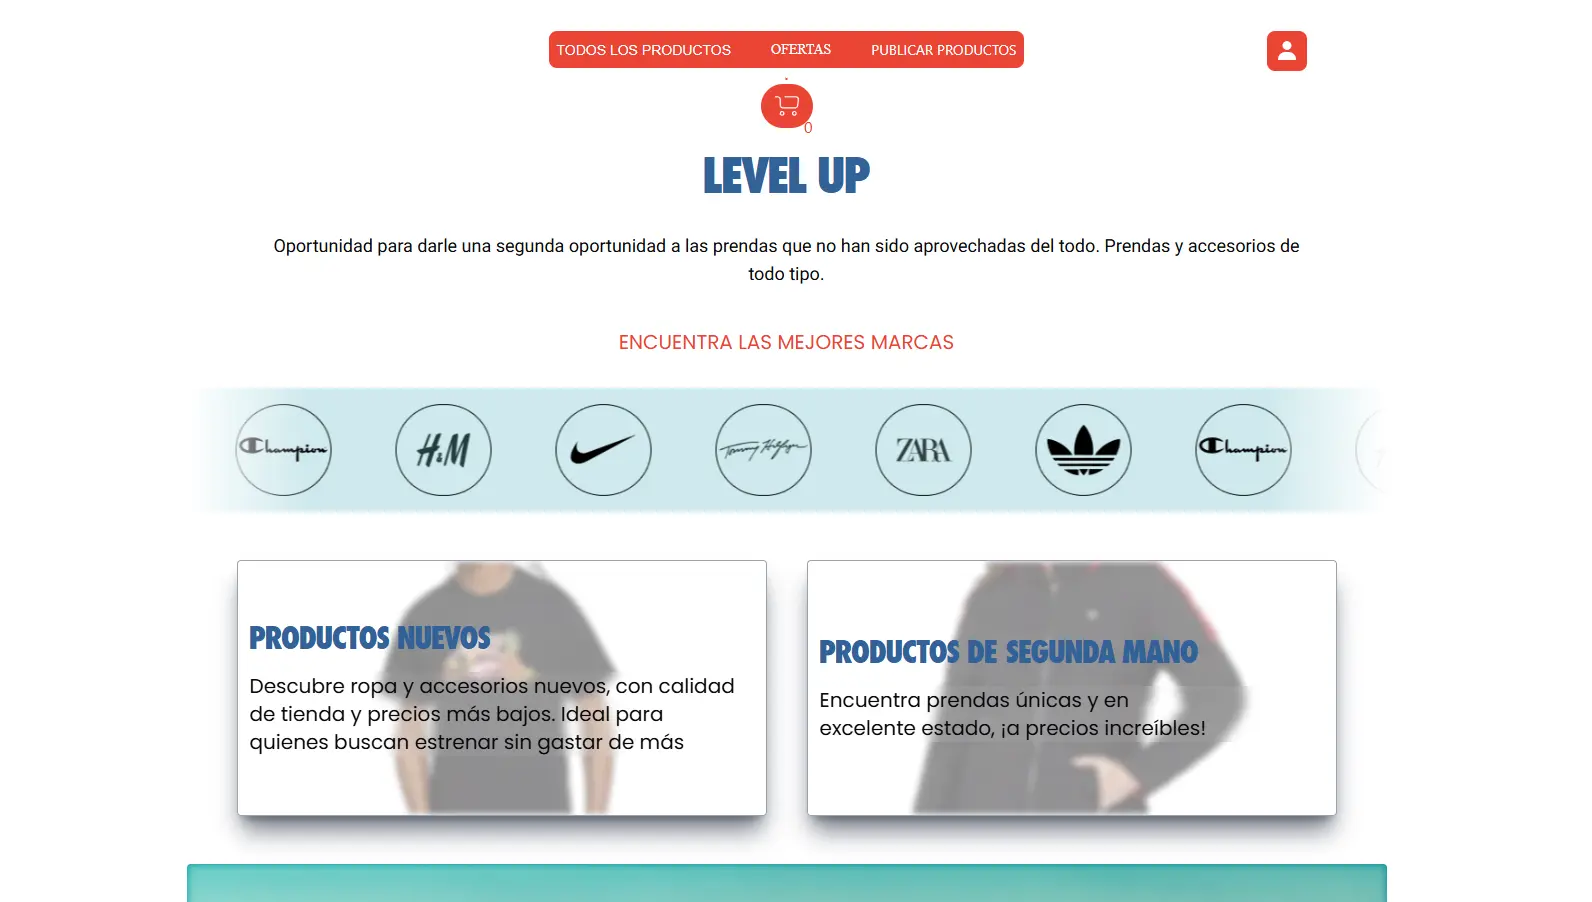 TODOS LOS PRODUCTOS
OFERTAS
PUBLICAR PRODUCTOS
0
LEVEL UP
Oportunidad para darle una segunda oportunidad a las prendas que no han sido aprovechadas del todo. Prendas y accesorios de
todo tipo.
ENCUENTRA LAS MEJORES MARCAS
Champion
H&M
Tommy Hilfiger
ZARA
Champion
PRODUCTOS NUEVOS
Descubre ropa y accesorios nuevos, con calidad
de tienda y precios más bajos. Ideal para
quienes buscan estrenar sin gastar de más
PRODUCTOS DE SEGUNDA MANO
Encuentra prendas únicas y en
excelente estado, ¡a precios increíbles!